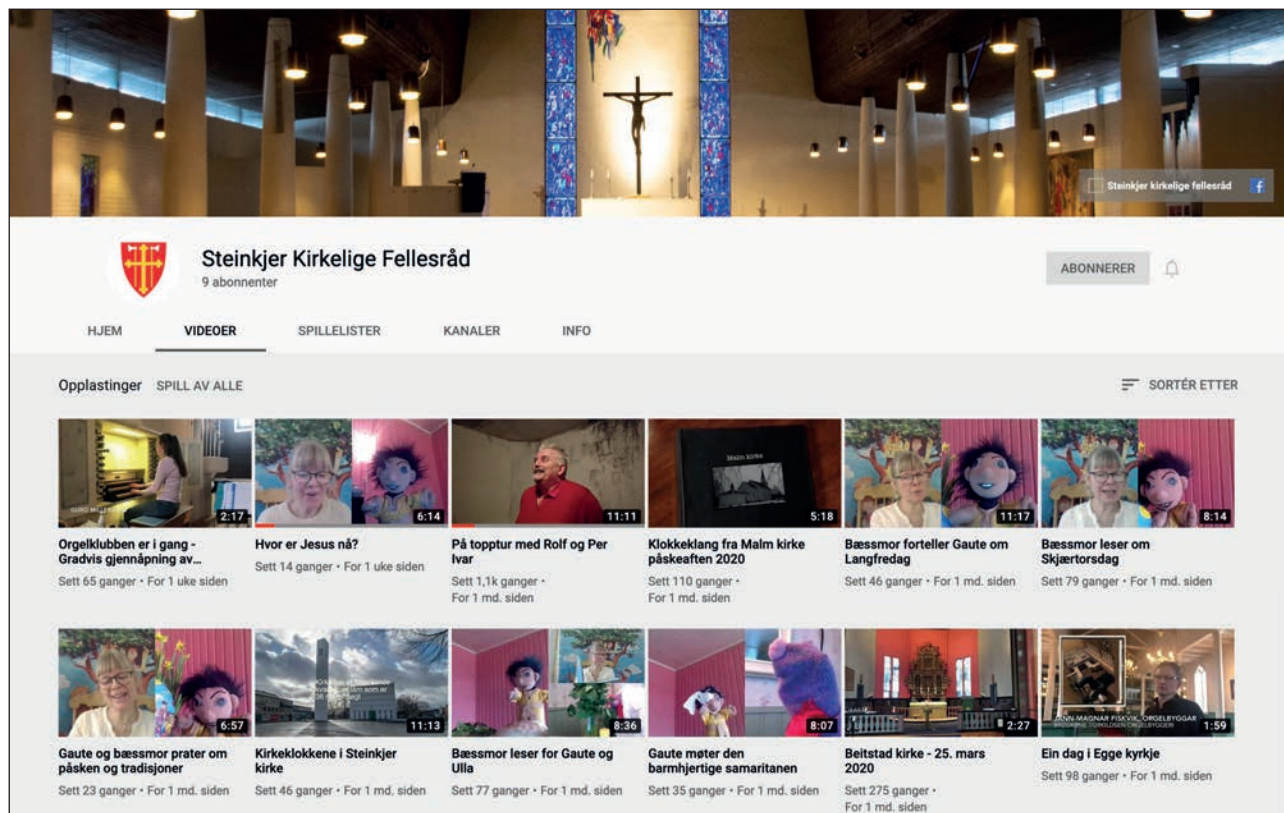 Steinkjer kirkelige fellesråd
Steinkjer Kirkelige Fellesråd
9 abonnenter
ABONNERER
HJEM
VIDEOER
SPILLELISTER
KANALER
INFO
Opplastinger
SPILL AV ALLE
SORTÉR ETTER
2:17
Orgelklubben er i gang -
Gradvis gjennåpning av...
Sett 65 ganger • For 1 uke siden
6:14
Hvor er Jesus nå?
Sett 14 ganger • For 1 uke siden
11:11
På topptur med Rolf og Per
Ivar
Sett 1,1k ganger •
For 1 md. siden
Malm kirke
5:18
Klokkeklang fra Malm kirke
påskeaften 2020
Sett 110 ganger •
For 1 md. siden
11:17
Bæssmor forteller Gaute om
Langfredag
Sett 46 ganger • For 1 md. siden
8:14
Bæssmor leser om
Skjærtorsdag
Sett 79 ganger • For 1 md. siden
6:57
Gaute og bæssmor prater om
påsken og tradisjoner
Sett 23 ganger • For 1 md. siden
11:13
Kirkeklokkene i Steinkjer
kirke
Sett 46 ganger • For 1 md. siden
8:36
Bæssmor leser for Gaute og
Ulla
Sett 77 ganger • For 1 md. siden
8:07
Gaute møter den
barmhjertige samaritanen
Sett 35 ganger • For 1 md. siden
2:27
Beitstad kirke - 25. mars
2020
Sett 275 ganger •
For 1 md. siden
ANN-MAGNAR FISKVIK, ORGELBYGGAR
1:59
Ein dag i Egge kyrkje
Sett 98 ganger • For 1 md. siden